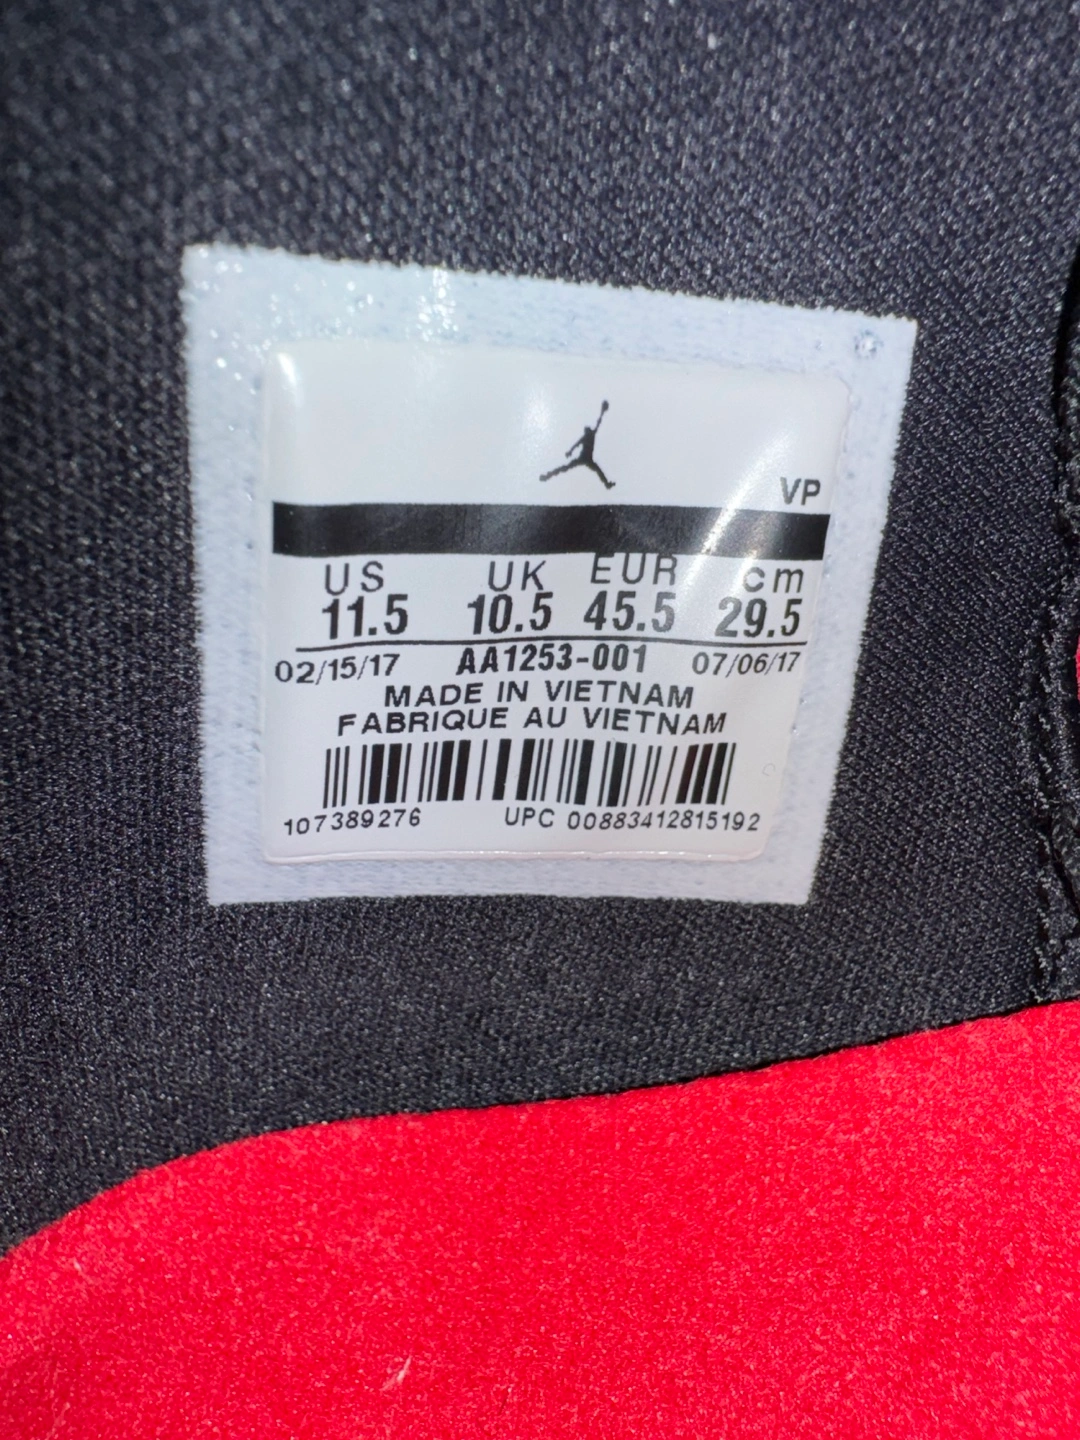 VP
US UK EUR cm
11.5 10.5 45.5 29.5
02/15/17 AA1253-001 07/06/17
MADE IN VIETNAM
FABRIQUE AU VIETNAM
107389276 UPC 00883412815192